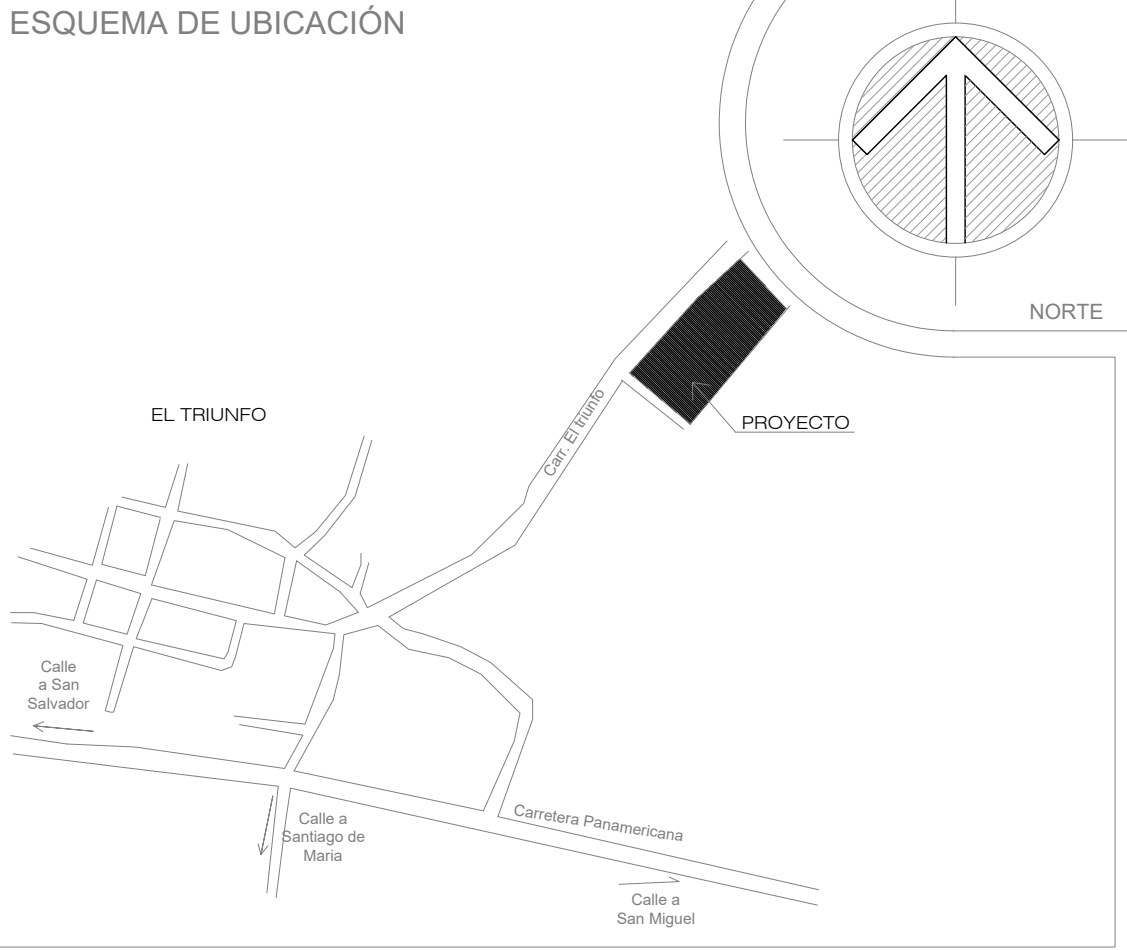 ESQUEMA DE UBICACIÓN
NORTE
EL TRIUNFO
Carr. El triunfo
PROYECTO
Calle
a San
Salvador
Carretera Panamericana
Calle a
Santiago de
Maria
Calle a
San Miguel